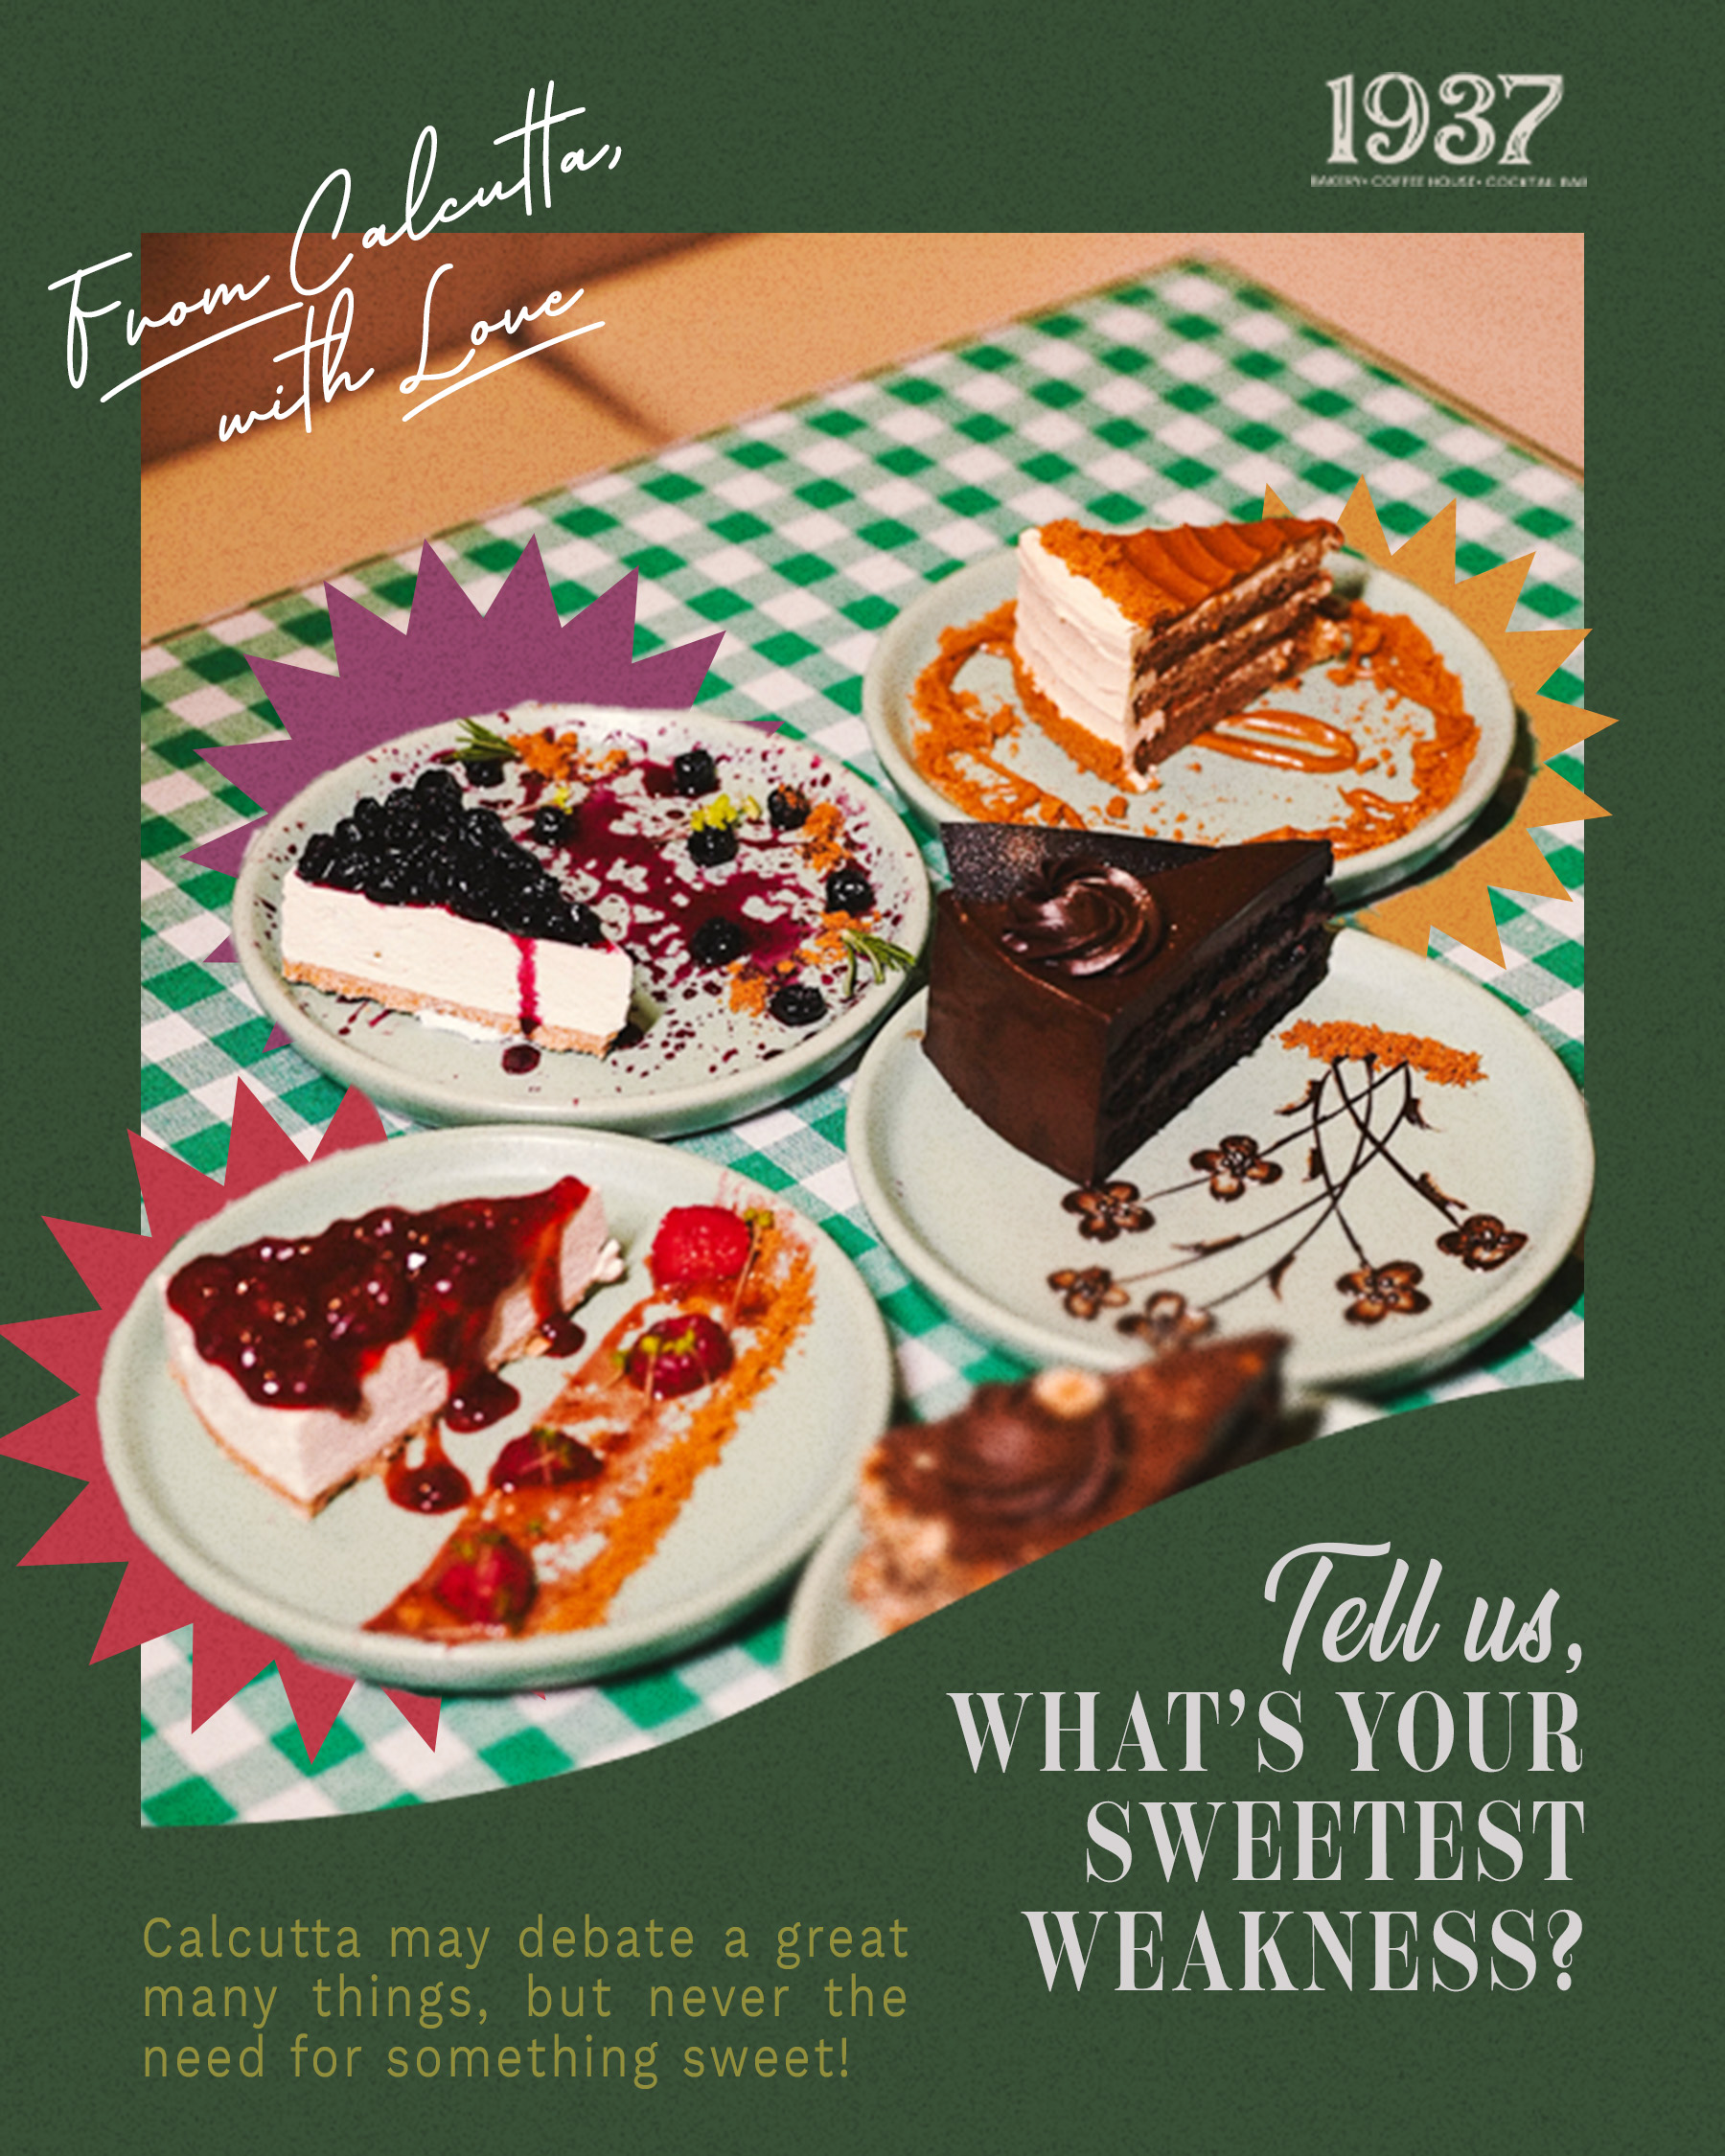 From Calcutta,
with Love
1937
BAKERY• COFFEE HOUSE• COCKTAIL BAR
Tell us,
WHAT’S YOUR
SWEETEST
WEAKNESS?
Calcutta may debate a great
many things, but never the
need for something sweet!